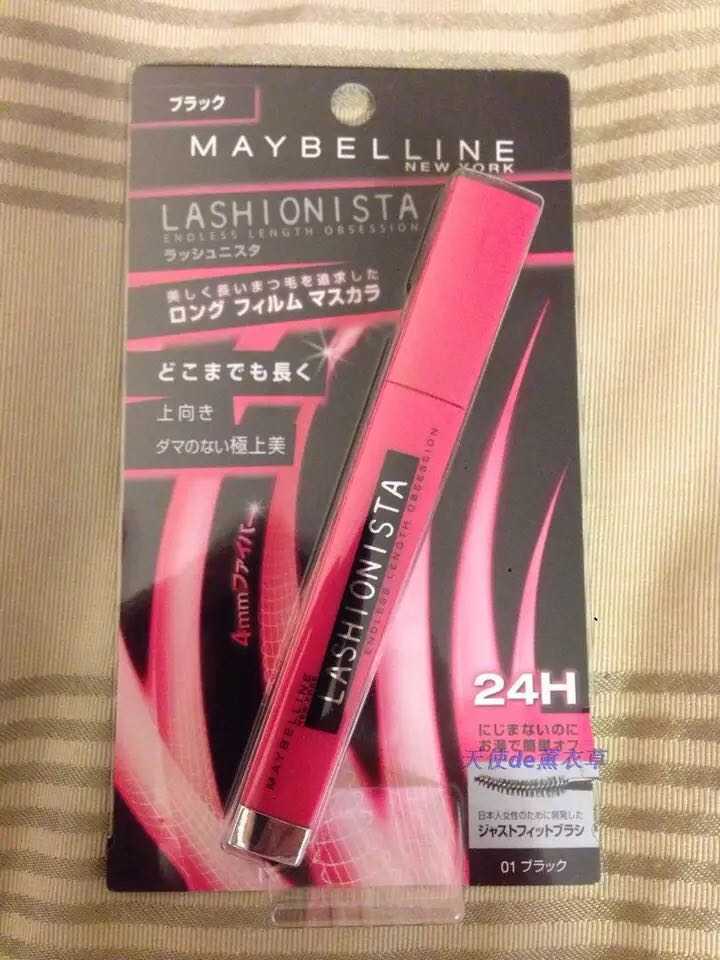 ブラック
MAYBELLINE
NEW YORK
LASHIONISTA
ENDLESS LENGTH OBSESSION
ラッシュニスタ
美しく長いまつ毛を追求した
ロング フィルム マスカラ
どこまでも長く
上向き
ダマのない極上美
4mmファイバー
LASHIONISTA
ENDLESS LENGTH OBSESSION
MAYBELLINE
NEW YORK
24H
にじまないのに
お湯で簡単オフ
天使de薰衣草
日本人女性のために開発した
ジャストフィットブラシ
01 ブラック